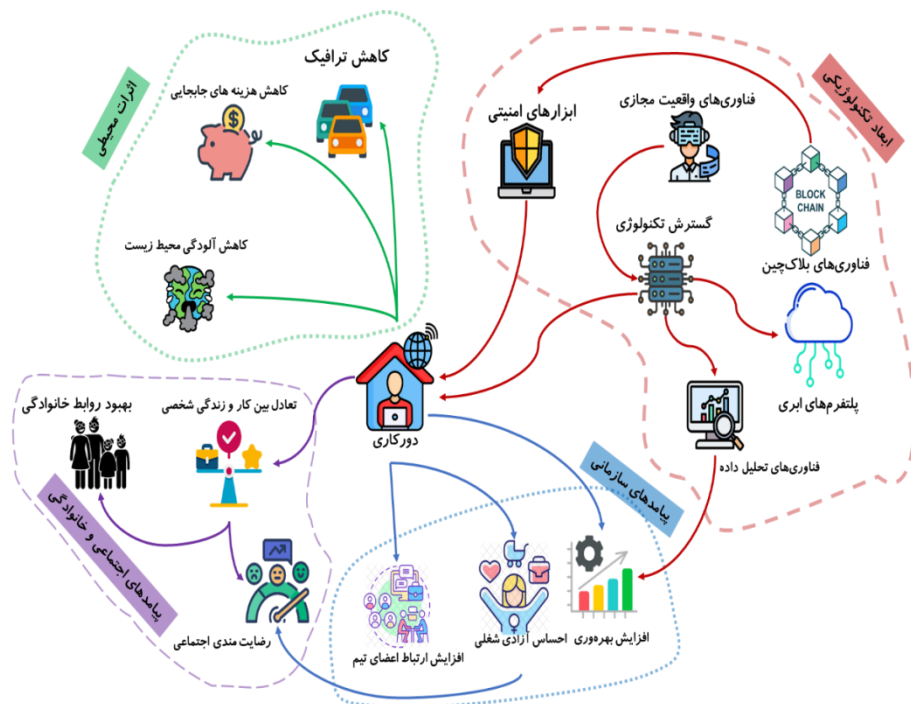 ابعاد تکنولوژیکی
فناوری‌های واقعیت مجازی
ابزارهای امنیتی
BLOCK
CHAIN
فناوری‌های بلاک‌چین
گسترش تکنولوژی
پلتفرم‌های ابری
فناوری‌های تحلیل داده
اثرات محیطی
کاهش ترافیک
کاهش هزینه های جابجایی
کاهش آلودگی محیط زیست
دورکاری
تعادل بین کار و زندگی شخصی
بهبود روابط خانوادگی
پیامدهای اجتماعی و خانوادگی
رضایت مندی اجتماعی
پیامدهای سازمانی
افزایش بهره‌وری
احساس آزادی شغلی
افزایش ارتباط اعضای تیم